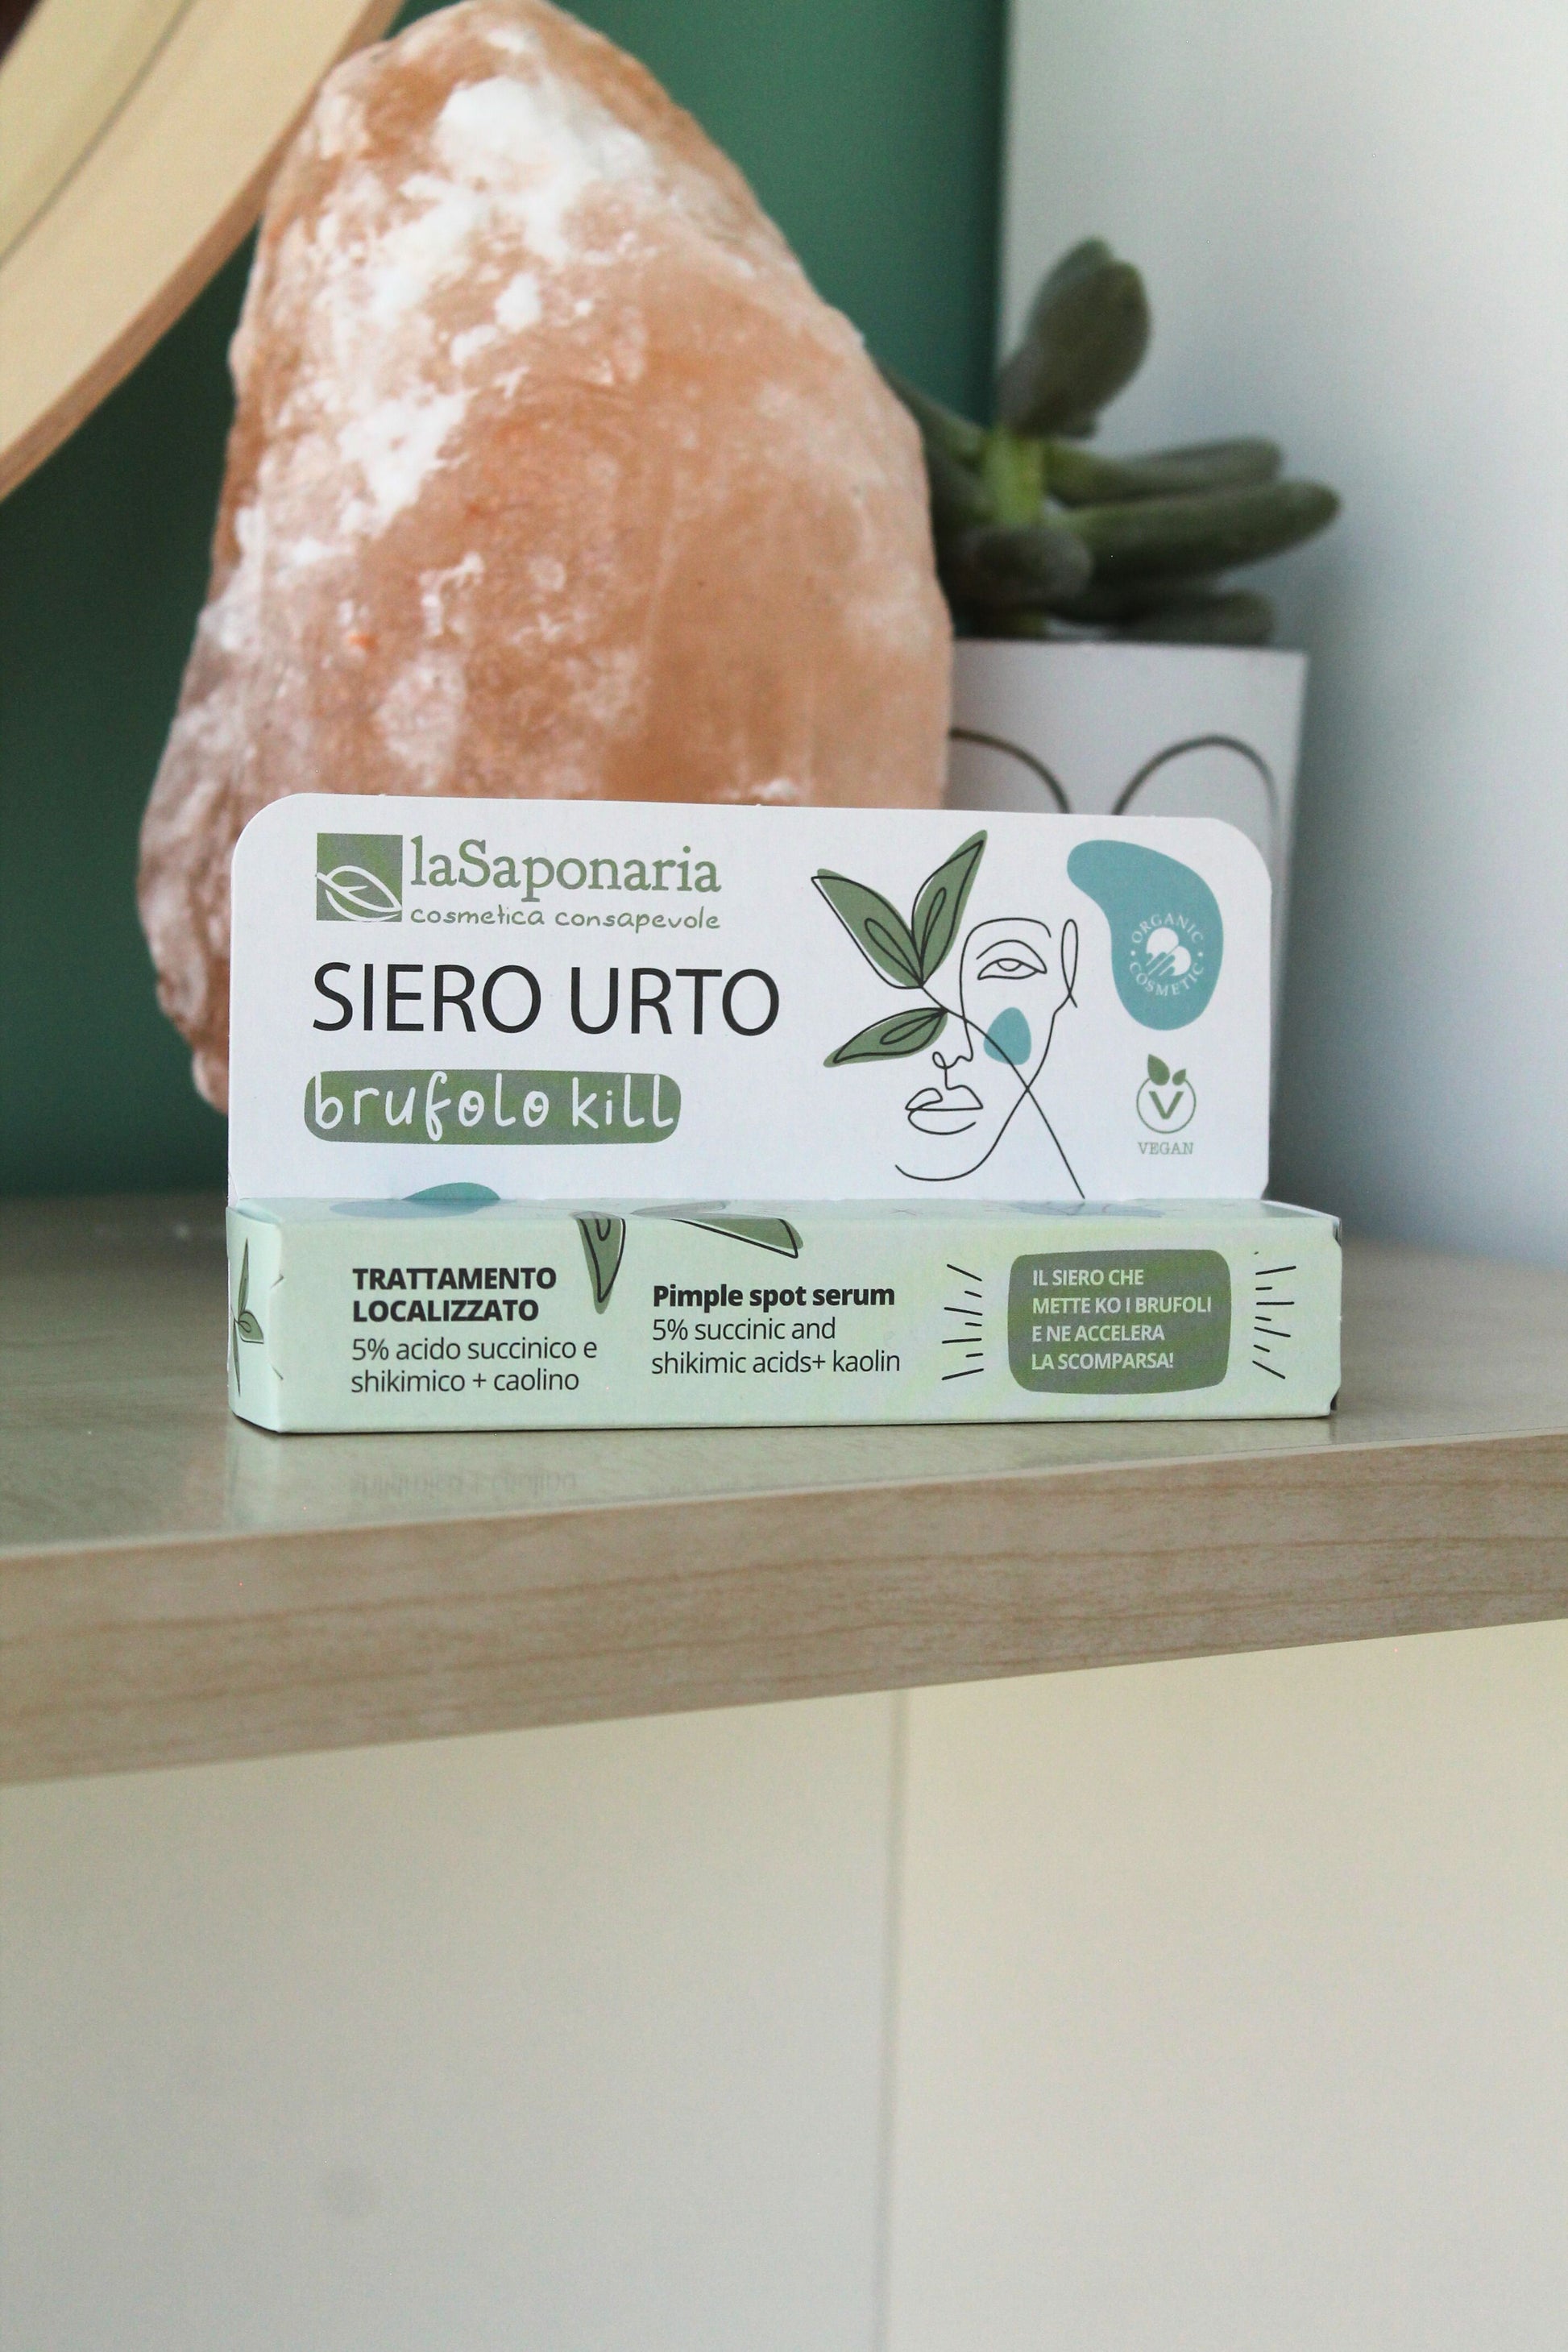 laSaponaria
cosmetica consapevole
SIERO URTO
brufolo kill
ORGANIC
COSMETIC
VEGAN
TRATTAMENTO
LOCALIZZATO
5% acido succinico e
shikimico + caolino
Pimple spot serum
5% succinic and
shikimic acids+ kaolin
IL SIERO CHE
METTE KO I BRUFOLI
E NE ACCELERA
LA SCOMPARSA!